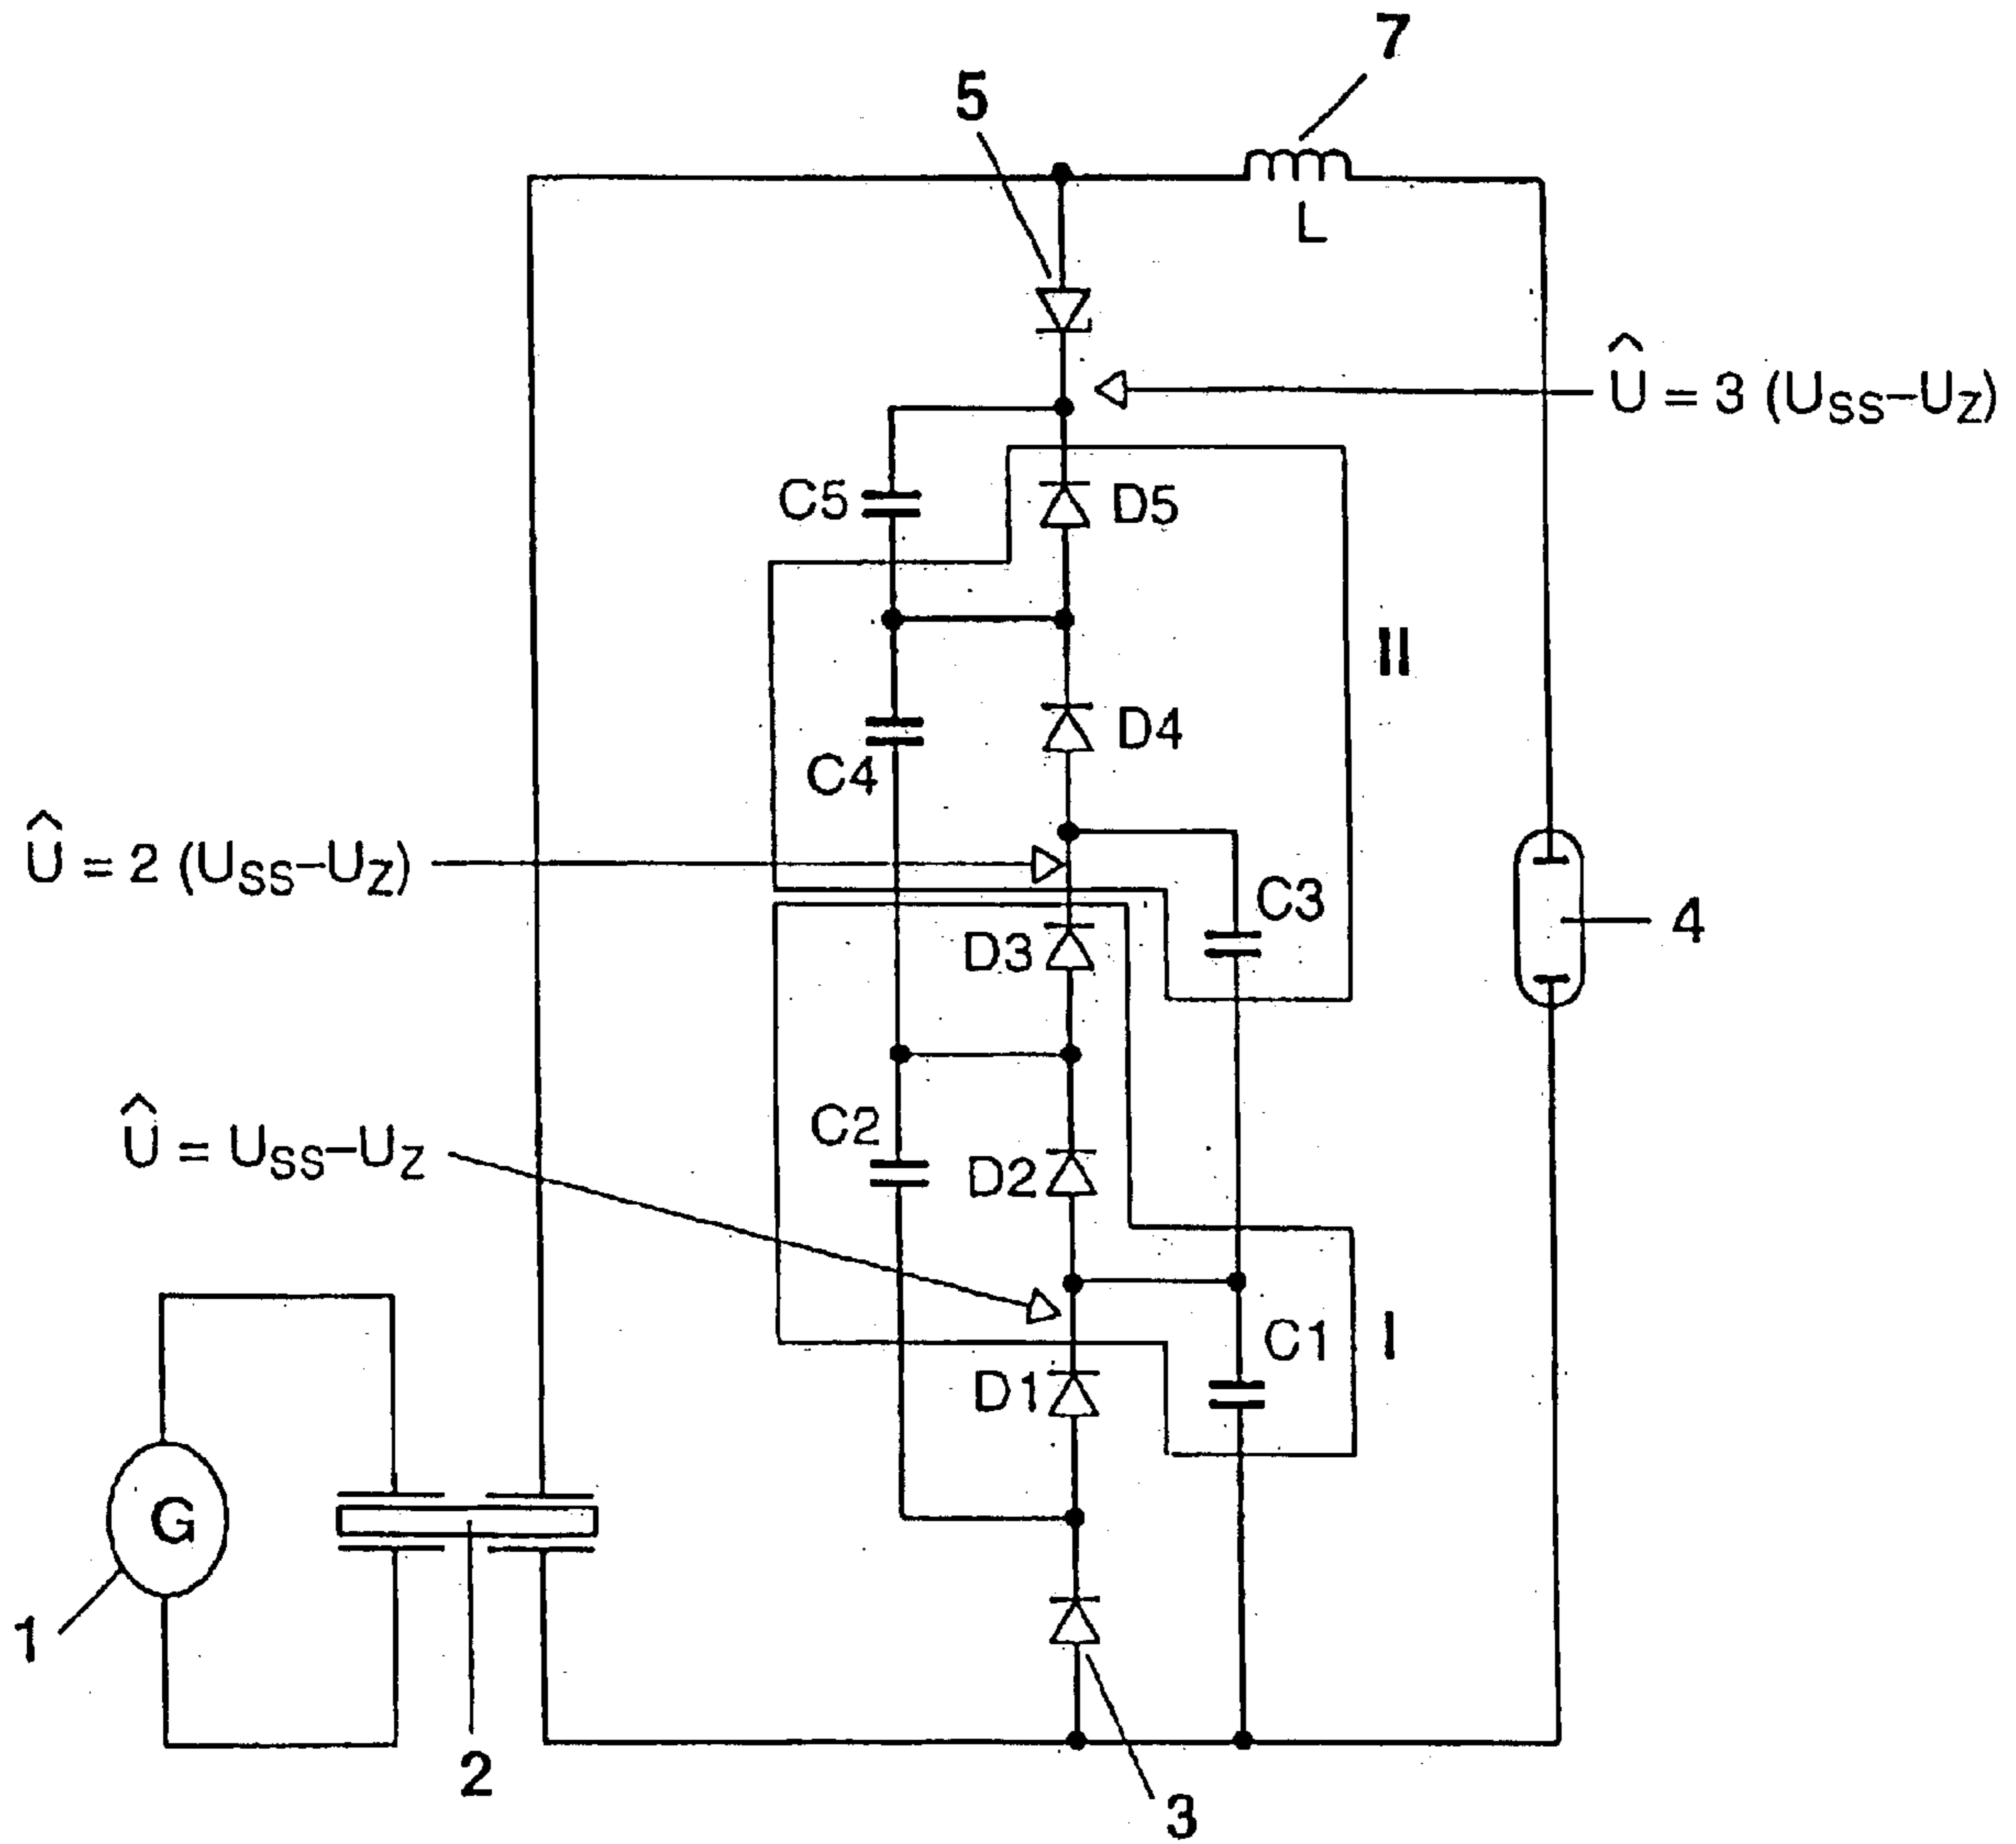 7
5
L
Û = 3 (USS–UZ)
C5
D5
II
D4
C4
Û = 2 (USS–UZ)
C3
D3
4
C2
Û = USS–UZ
D2
C1
I
D1
G
1
2
3